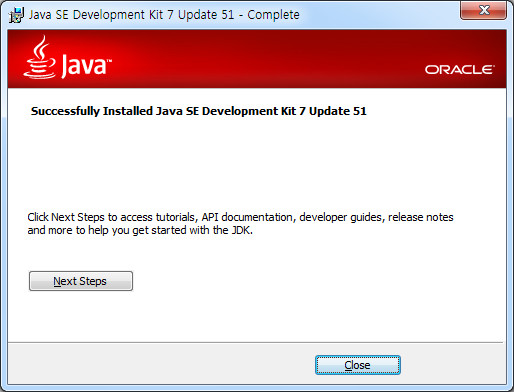 Java SE Development Kit 7 Update 51 - Complete
Java™
ORACLE®
Successfully Installed Java SE Development Kit 7 Update 51
Click Next Steps to access tutorials, API documentation, developer guides, release notes
and more to help you get started with the JDK.
Next Steps
Close